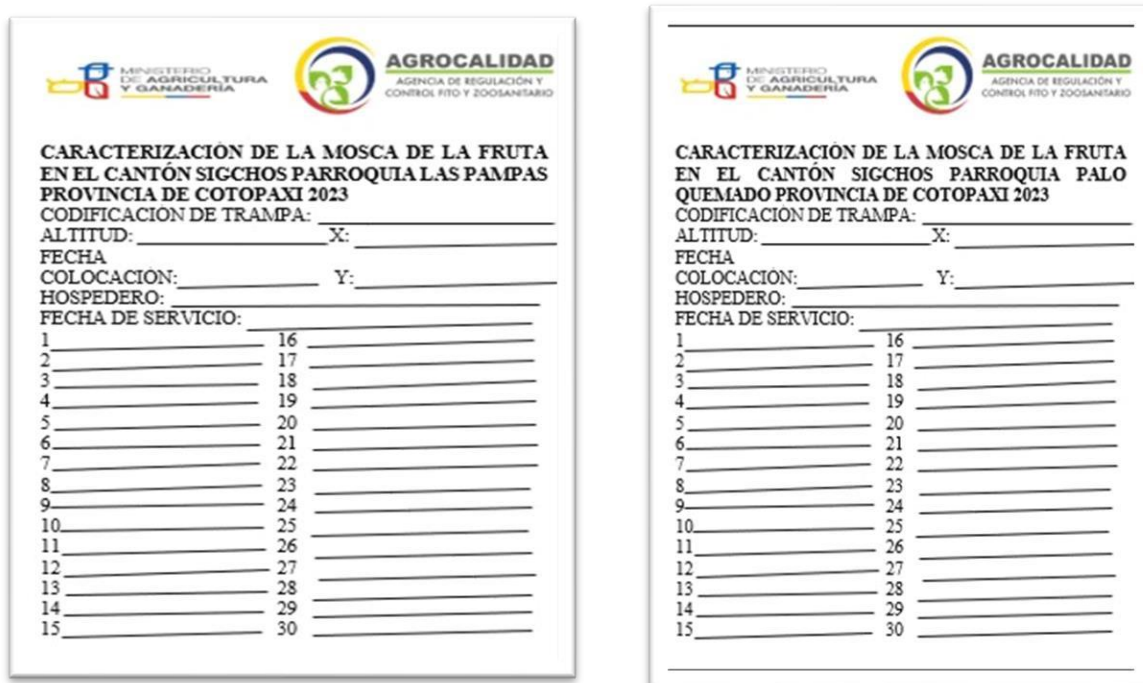 MINISTERIO
DE AGRICULTURA
Y GANADERÍA
AGROCALIDAD
AGENCIA DE REGULACIÓN Y
CONTROL FITO Y ZOOSANITARIO
CARACTERIZACIÓN DE LA MOSCA DE LA FRUTA
EN EL CANTÓN SIGCHOS PARROQUIA LAS PAMPAS
PROVINCIA DE COTOPAXI 2023
CODIFICACIÓN DE TRAMPA:
ALTITUD: X:
FECHA
COLOCACIÓN: Y:
HOSPEDERO:
FECHA DE SERVICIO:
1 16
2 17
3 18
4 19
5 20
6 21
7 22
8 23
9 24
10 25
11 26
12 27
13 28
14 29
15 30
MINISTERIO
DE AGRICULTURA
Y GANADERÍA
AGROCALIDAD
AGENCIA DE REGULACIÓN Y
CONTROL FITO Y ZOOSANITARIO
CARACTERIZACIÓN DE LA MOSCA DE LA FRUTA
EN EL CANTÓN SIGCHOS PARROQUIA PALO
QUEMADO PROVINCIA DE COTOPAXI 2023
CODIFICACIÓN DE TRAMPA:
ALTITUD: X:
FECHA
COLOCACIÓN: Y:
HOSPEDERO:
FECHA DE SERVICIO:
1 16
2 17
3 18
4 19
5 20
6 21
7 22
8 23
9 24
10 25
11 26
12 27
13 28
14 29
15 30